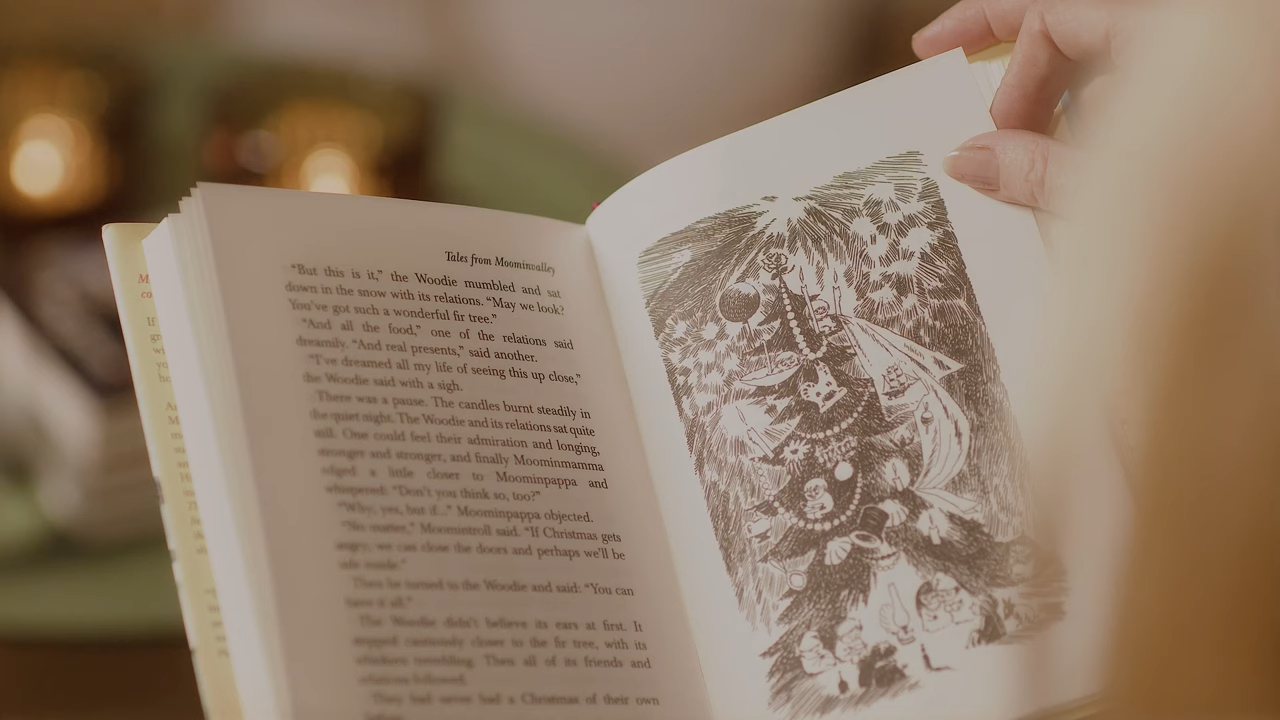 Tales from Moominvalley
“But this is it,” the Woodie mumbled and sat
down in the snow with its relations. “May we look?
You’ve got such a wonderful fir tree.”
“And all the food,” one of the relations said
dreamily. “And real presents,” said another.
“I’ve dreamed all my life of seeing this up close,”
the Woodie said with a sigh.
There was a pause. The candles burnt steadily in
the quiet night. The Woodie and its relations sat quite
still. One could feel their admiration and longing,
stronger and stronger, and finally Moominmamma
edged a little closer to Moominpappa and
whispered: “Don’t you think so, too?”
“Why, yes, but if...” Moominpappa objected.
“No matter,” Moomintroll said. “If Christmas gets
angry, we can close the doors and perhaps we’ll be
safe inside.”
Then he turned to the Woodie and said: “You can
have it all.”
The Woodie didn’t believe its ears at first. It
stepped cautiously closer to the fir tree, with its
whiskers trembling. Then all of its friends and
relations followed.
They had never had a Christmas of their own
before.